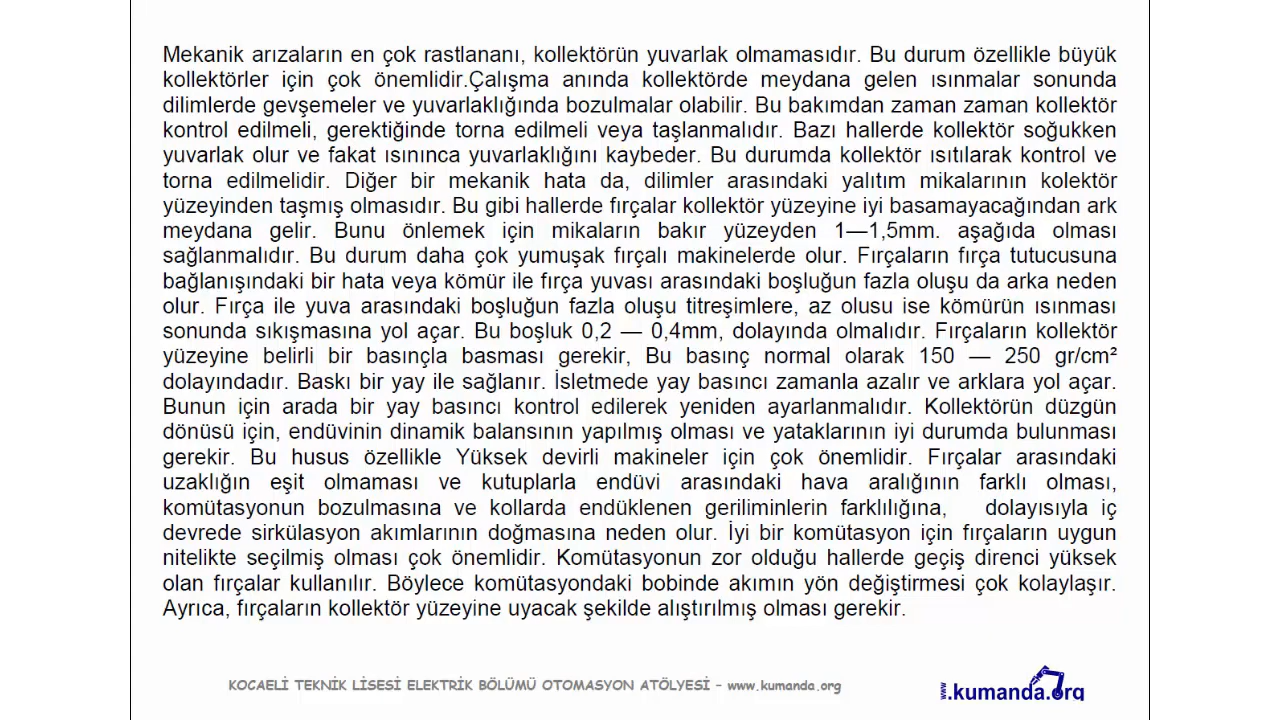 Mekanik arızaların en çok rastlananı, kollektörün yuvarlak olmamasıdır. Bu durum özellikle büyük
kollektörler için çok önemlidir.Çalışma anında kollektörde meydana gelen ısınmalar sonunda
dilimlerde gevşemeler ve yuvarlaklığında bozulmalar olabilir. Bu bakımdan zaman zaman kollektör
kontrol edilmeli, gerektiğinde torna edilmeli veya taşlanmalıdır. Bazı hallerde kollektör soğukken
yuvarlak olur ve fakat ısınınca yuvarlaklığını kaybeder. Bu durumda kollektör ısıtılarak kontrol ve
torna edilmelidir. Diğer bir mekanik hata da, dilimler arasındaki yalıtım mikalarının kolektör
yüzeyinden taşmış olmasıdır. Bu gibi hallerde fırçalar kollektör yüzeyine iyi basamayacağından ark
meydana gelir. Bunu önlemek için mikaların bakır yüzeyden 1—1,5mm. aşağıda olması
sağlanmalıdır. Bu durum daha çok yumuşak fırçalı makinelerde olur. Fırçaların fırça tutucusuna
bağlanışındaki bir hata veya kömür ile fırça yuvası arasındaki boşluğun fazla oluşu da arka neden
olur. Fırça ile yuva arasındaki boşluğun fazla oluşu titreşimlere, az olusu ise kömürün ısınması
sonunda sıkışmasına yol açar. Bu boşluk 0,2 — 0,4mm, dolayında olmalıdır. Fırçaların kollektör
yüzeyine belirli bir basınçla basması gerekir, Bu basınç normal olarak 150 — 250 gr/cm²
dolayındadır. Baskı bir yay ile sağlanır. İsletmede yay basıncı zamanla azalır ve arklara yol açar.
Bunun için arada bir yay basıncı kontrol edilerek yeniden ayarlanmalıdır. Kollektörün düzgün
dönüsü için, endüvinin dinamik balansının yapılmış olması ve yataklarının iyi durumda bulunması
gerekir. Bu husus özellikle Yüksek devirli makineler için çok önemlidir. Fırçalar arasındaki
uzaklığın eşit olmaması ve kutuplarla endüvi arasındaki hava aralığının farklı olması,
komütasyonun bozulmasına ve kollarda endüklenen geriliminlerin farklılığına, dolayısıyla iç
devrede sirkülasyon akımlarının doğmasına neden olur. İyi bir komütasyon için fırçaların uygun
nitelikte seçilmiş olması çok önemlidir. Komütasyonun zor olduğu hallerde geçiş direnci yüksek
olan fırçalar kullanılır. Böylece komütasyondaki bobinde akımın yön değiştirmesi çok kolaylaşır.
Ayrıca, fırçaların kollektör yüzeyine uyacak şekilde alıştırılmış olması gerekir.
KOCAELİ TEKNİK LİSESİ ELEKTRİK BÖLÜMÜ OTOMASYON ATÖLYESİ – www.kumanda.org
www.kumanda.org